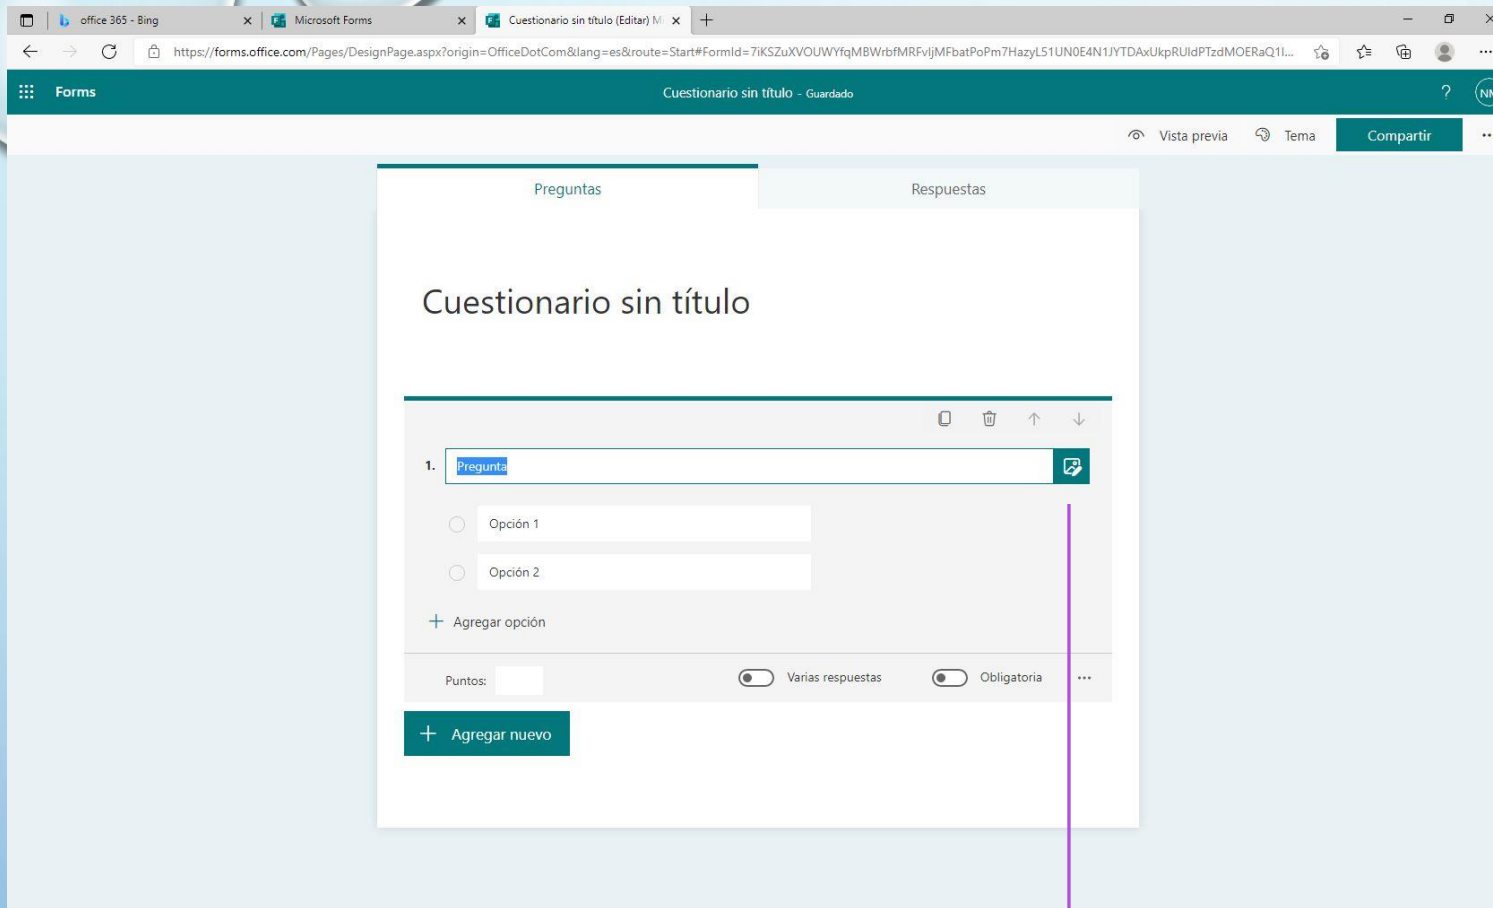 office 365 - Bing
Microsoft Forms
Cuestionario sin título (Editar) M
https://forms.office.com/Pages/DesignPage.aspx?origin=OfficeDotCom&lang=es&route=Start#FormId=7iKSZuXVOUWYfqMBWrbfMRFvIjMFbatPoPm7HazyL51UN0E4N1JYTDAxUkpRUldPTzdMOERaQ1I...
Forms
Cuestionario sin título - Guardado
?
NM
Vista previa
Tema
Compartir
Preguntas
Respuestas
Cuestionario sin título
1. Pregunta
Opción 1
Opción 2
+ Agregar opción
Puntos:
Varias respuestas
Obligatoria
+ Agregar nuevo